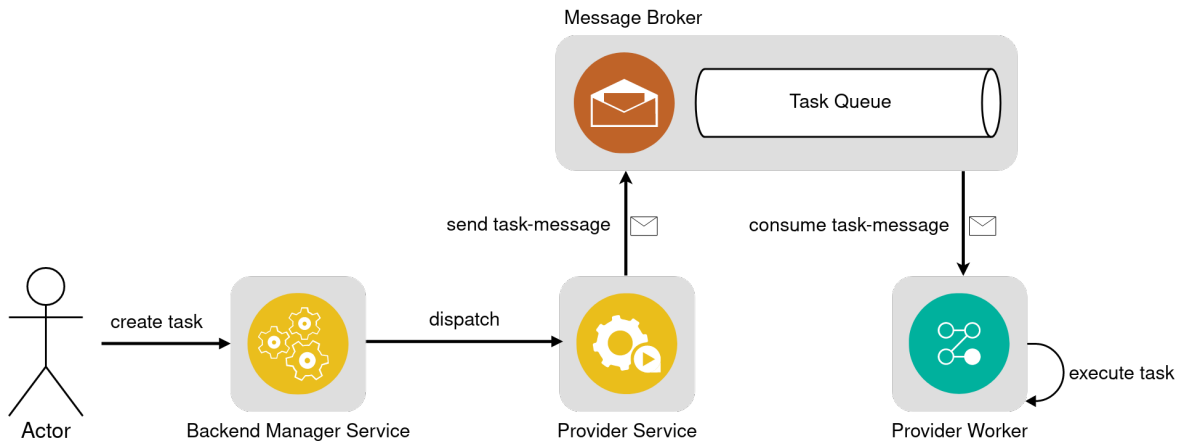 Message Broker
Task Queue
send task-message
consume task-message
create task
dispatch
execute task
Actor
Backend Manager Service
Provider Service
Provider Worker